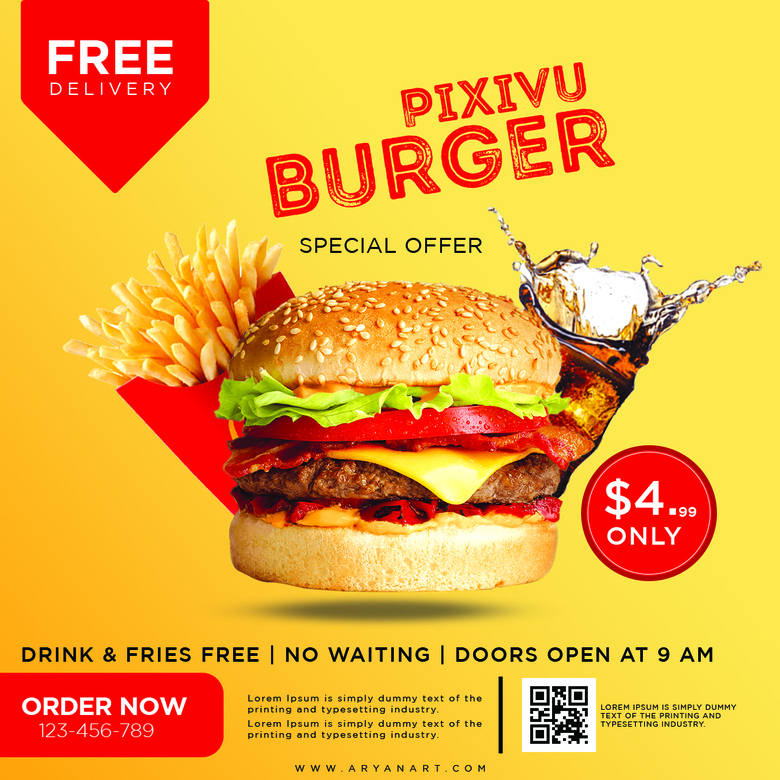 FREE
DELIVERY
PIXIVU
BURGER
SPECIAL OFFER
$4.99
ONLY
DRINK & FRIES FREE | NO WAITING | DOORS OPEN AT 9 AM
ORDER NOW
123-456-789
Lorem Ipsum is simply dummy text of the
printing and typesetting industry.
Lorem Ipsum is simply dummy text of the
printing and typesetting industry.
LOREM IPSUM IS SIMPLY DUMMY
TEXT OF THE PRINTING AND
TYPESETTING INDUSTRY.
WWW.ARYANART.COM